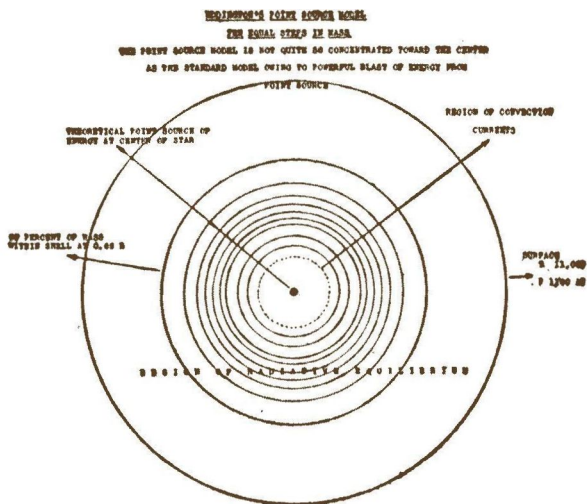 EDDINGTON'S POINT SOURCE MODEL
TEN EQUAL STEPS IN MASS
THE POINT SOURCE MODEL IS NOT QUITE SO CONCENTRATED TOWARD THE CENTER
AS THE STANDARD MODEL OWING TO POWERFUL BLAST OF ENERGY FROM
POINT SOURCE
THEORETICAL POINT SOURCE OF
ENERGY AT CENTER OF STAR
REGION OF CONVECTION
CURRENTS
PERCENT OF MASS
WITHIN SHELL AT
SURFACE
REGION OF RADIATIVE EQUILIBRIUM